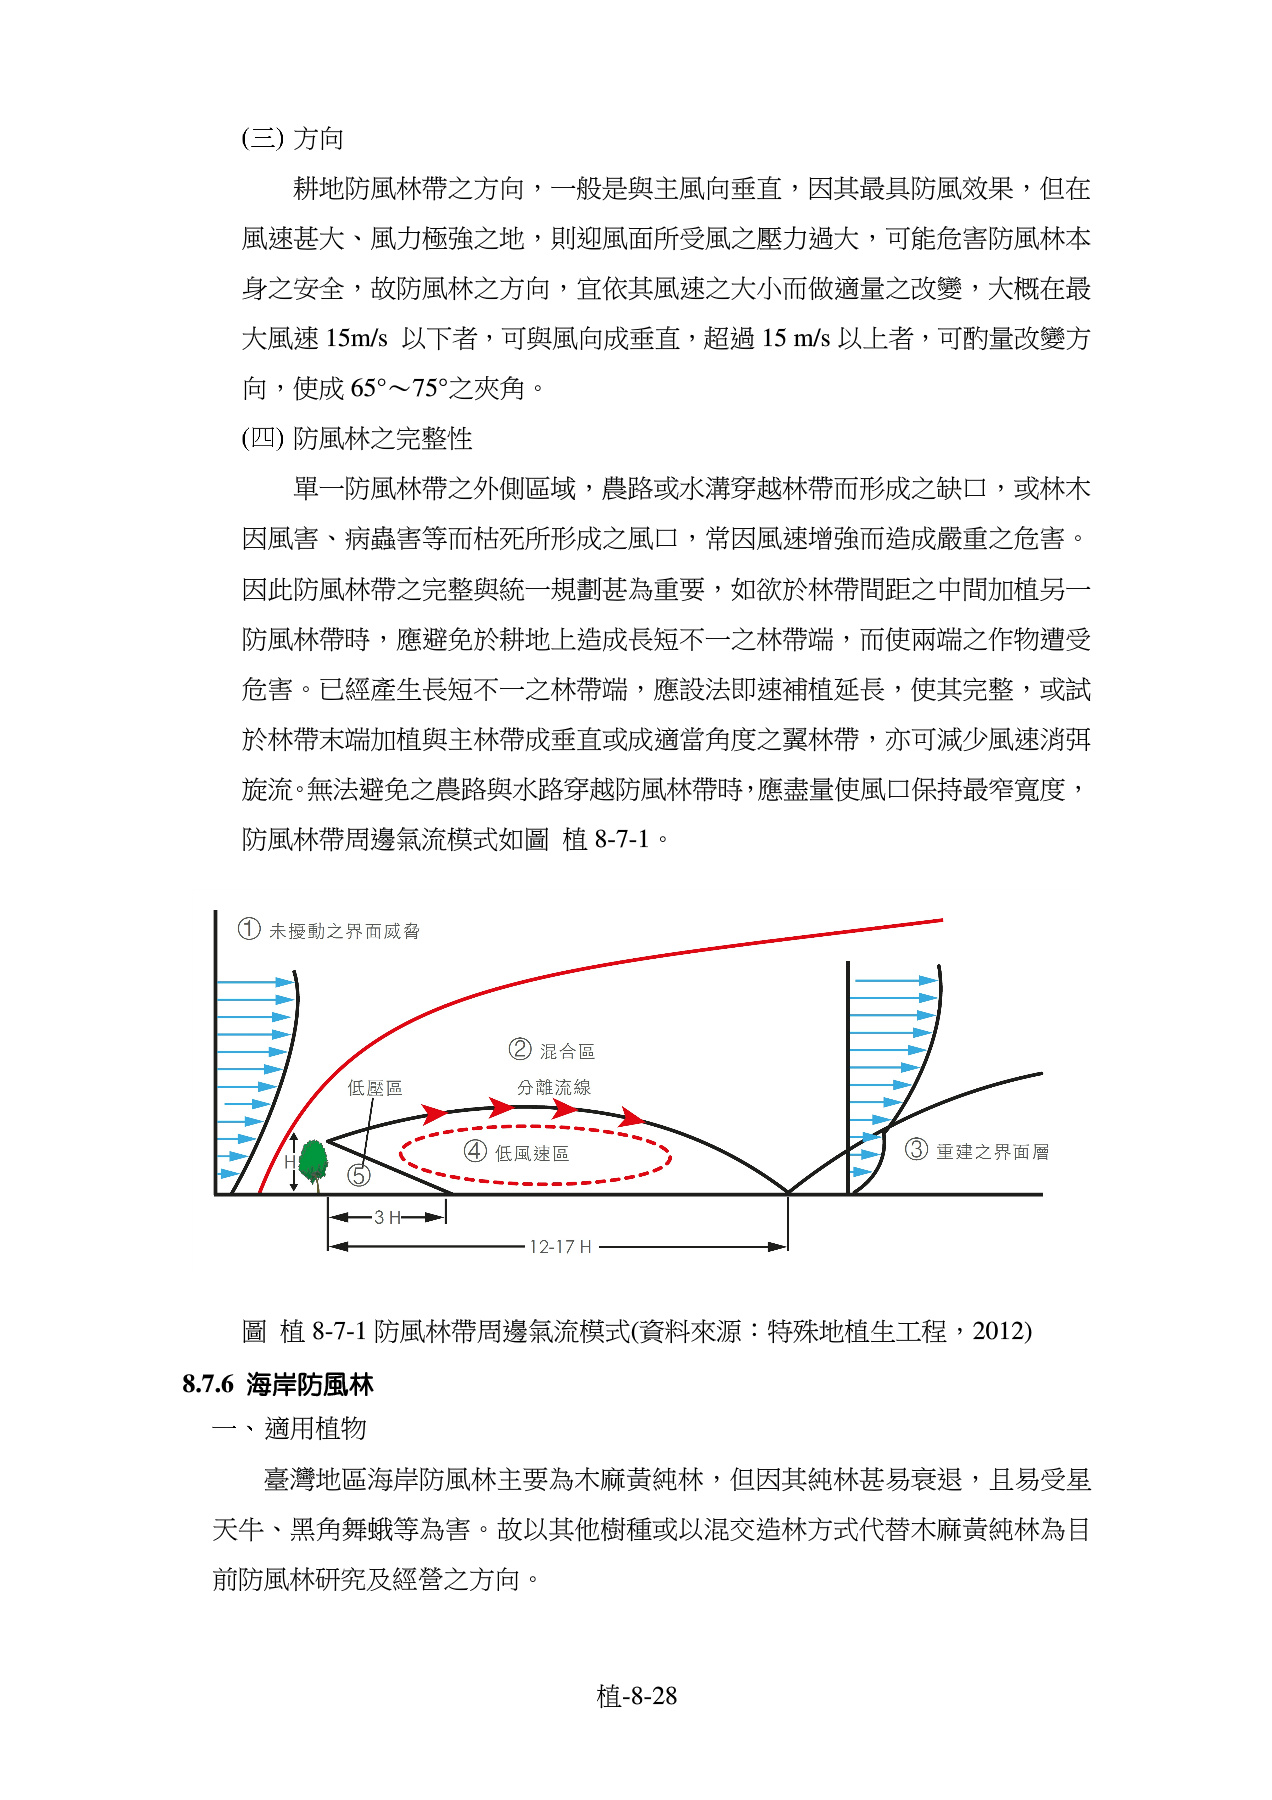 (三) 方向
耕地防風林帶之方向，一般是與主風向垂直，因其最具防風效果，但在
風速甚大、風力極強之地，則迎風面所受風之壓力過大，可能危害防風林本
身之安全，故防風林之方向，宜依其風速之大小而做適量之改變，大概在最
大風速 15m/s 以下者，可與風向成垂直，超過 15 m/s 以上者，可酌量改變方
向，使成 65°～75°之夾角。
(四) 防風林之完整性
單一防風林帶之外側區域，農路或水溝穿越林帶而形成之缺口，或林木
因風害、病蟲害等而枯死所形成之風口，常因風速增強而造成嚴重之危害。
因此防風林帶之完整與統一規劃甚為重要，如欲於林帶間距之中間加植另一
防風林帶時，應避免於耕地上造成長短不一之林帶端，而使兩端之作物遭受
危害。已經產生長短不一之林帶端，應設法即速補植延長，使其完整，或試
於林帶末端加植與主林帶成垂直或成適當角度之翼林帶，亦可減少風速消弭
旋流。無法避免之農路與水路穿越防風林帶時，應盡量使風口保持最窄寬度，
防風林帶周邊氣流模式如圖 植 8-7-1。
① 未擾動之界而威脅
② 混合區
低壓區
分離流線
④ 低風速區
③ 重建之界面層
H
⑤
3 H
12-17 H
圖 植 8-7-1 防風林帶周邊氣流模式(資料來源：特殊地植生工程，2012)
8.7.6 海岸防風林
一、適用植物
臺灣地區海岸防風林主要為木麻黃純林，但因其純林甚易衰退，且易受星
天牛、黑角舞蛾等為害。故以其他樹種或以混交造林方式代替木麻黃純林為目
前防風林研究及經營之方向。
植-8-28